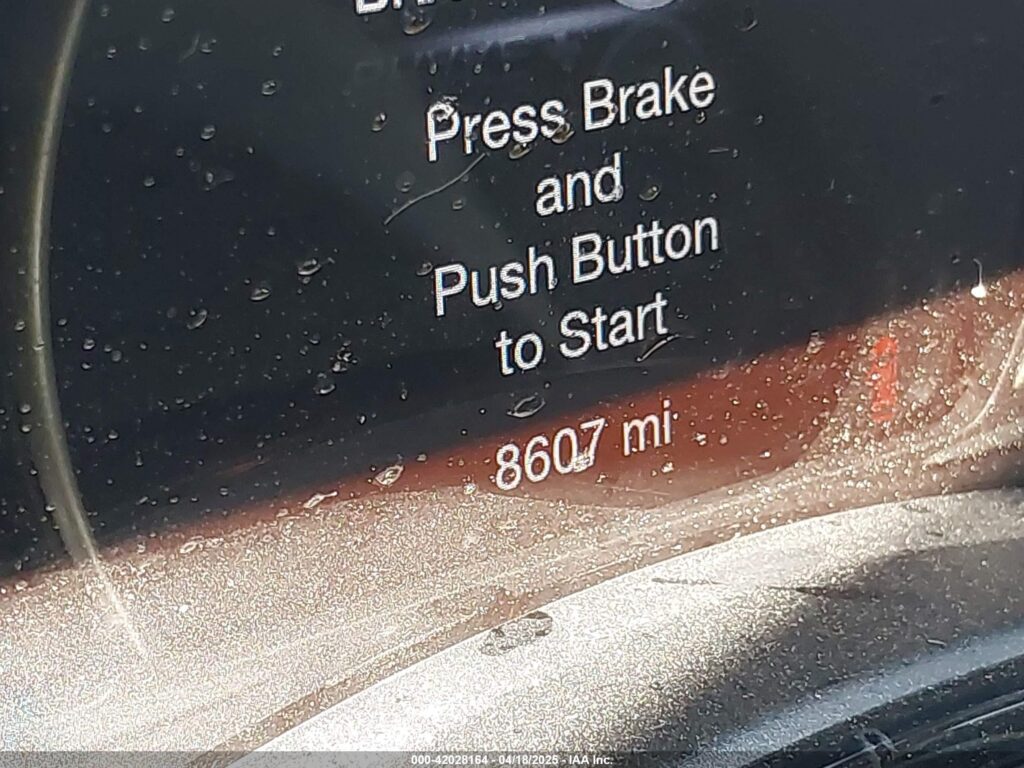 Press Brake
and
Push Button
to Start
8607 mi
000-42028164 - 04/18/2025 - IAA Inc.